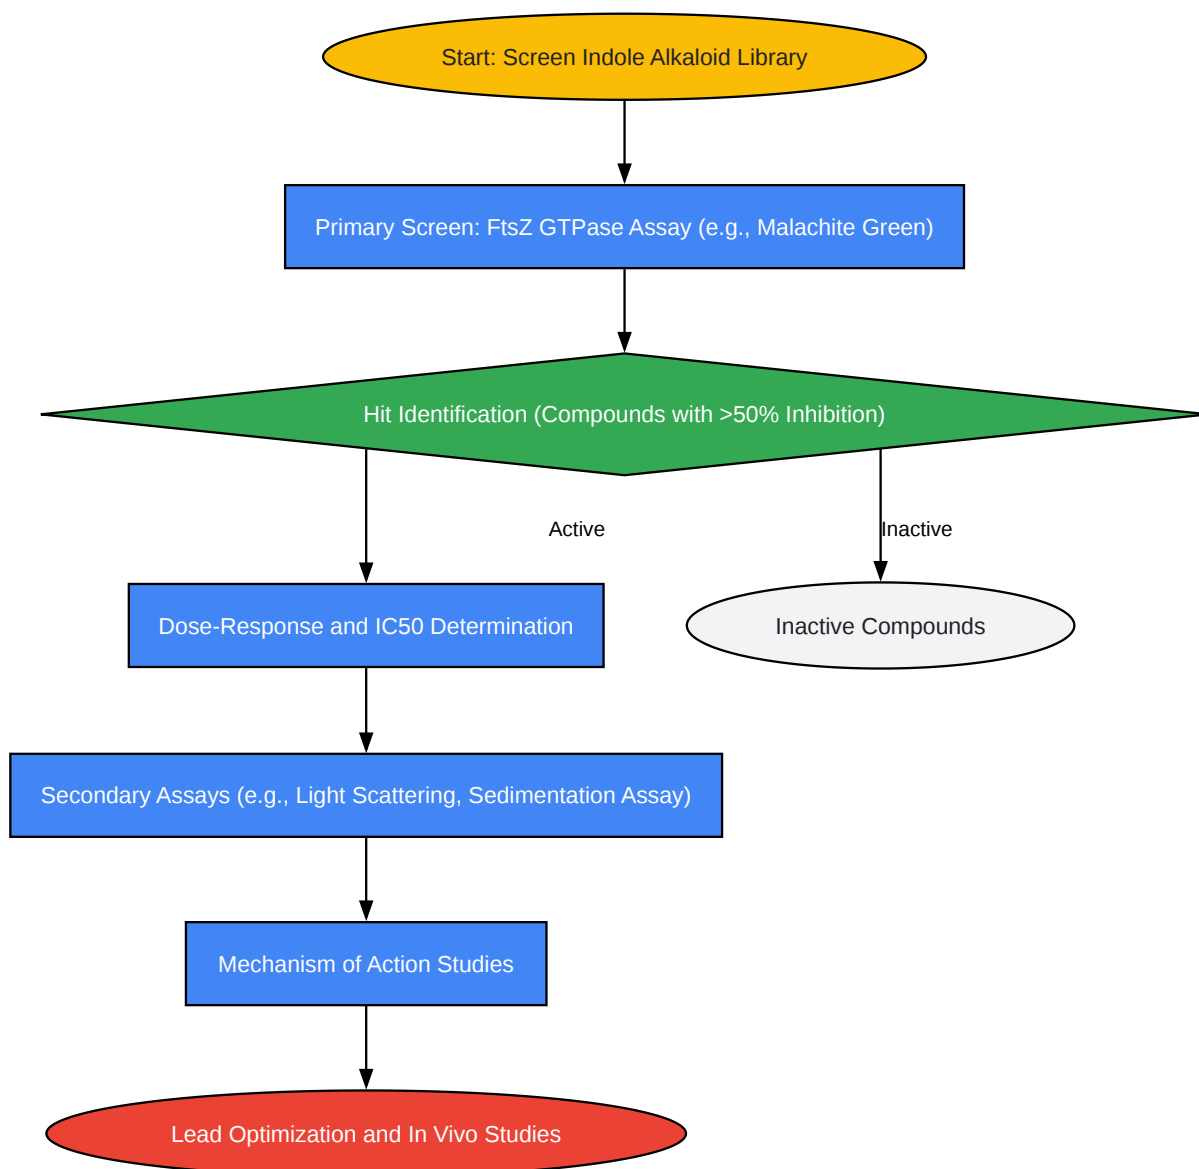 Start: Screen Indole Alkaloid Library
Primary Screen: FtsZ GTPase Assay (e.g., Malachite Green)
Hit Identification (Compounds with >50% Inhibition)
Active
Inactive
Dose-Response and IC50 Determination
Inactive Compounds
Secondary Assays (e.g., Light Scattering, Sedimentation Assay)
Mechanism of Action Studies
Lead Optimization and In Vivo Studies